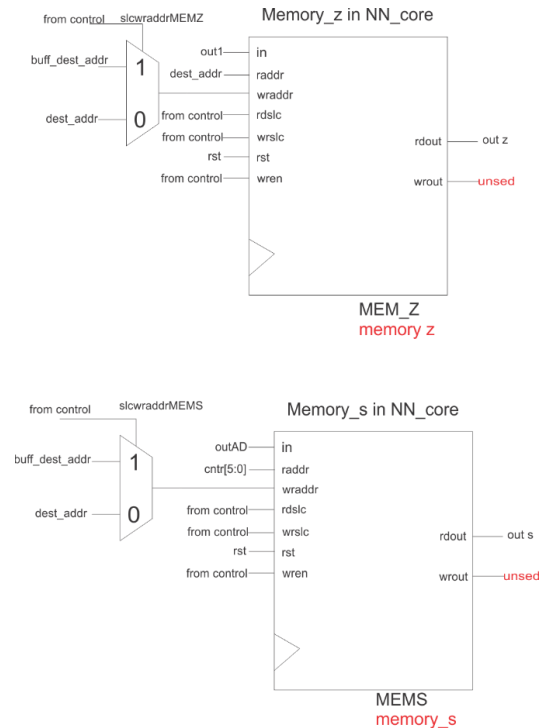 from control slcwraddrMEMZ
Memory_z in NN_core
buff_dest_addr
1
dest_addr
0
out1 in
dest_addr raddr
wraddr
from control rdslc
from control wrslc
rst rst
from control wren
rdout out z
wrout unsed
MEM_Z
memory z
from control slcwraddrMEMS
Memory_s in NN_core
buff_dest_addr
1
dest_addr
0
outAD in
cntr[5:0] raddr
wraddr
from control rdslc
from control wrslc
rst rst
from control wren
rdout out s
wrout unsed
MEMS
memory_s